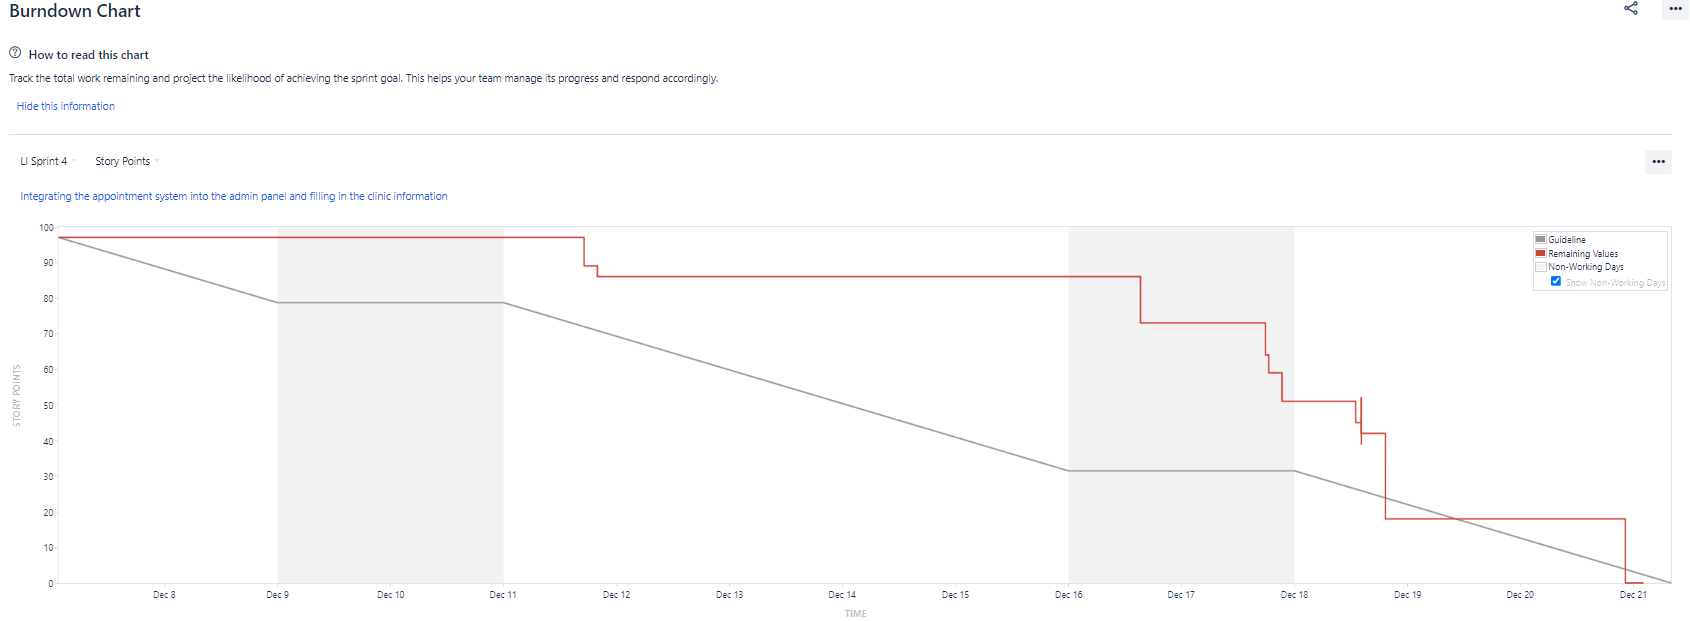 Burndown Chart
How to read this chart
Track the total work remaining and project the likelihood of achieving the sprint goal. This helps your team manage its progress and respond accordingly.
Hide this information
LI Sprint 4
Story Points
Integrating the appointment system into the admin panel and filling in the clinic information
100
90
80
70
60
50
40
30
20
10
0
STORY POINTS
Guideline
Remaining Values
Non-Working Days
Show Non-Working Days
Dec 8
Dec 9
Dec 10
Dec 11
Dec 12
Dec 13
Dec 14
Dec 15
Dec 16
Dec 17
Dec 18
Dec 19
Dec 20
Dec 21
TIME